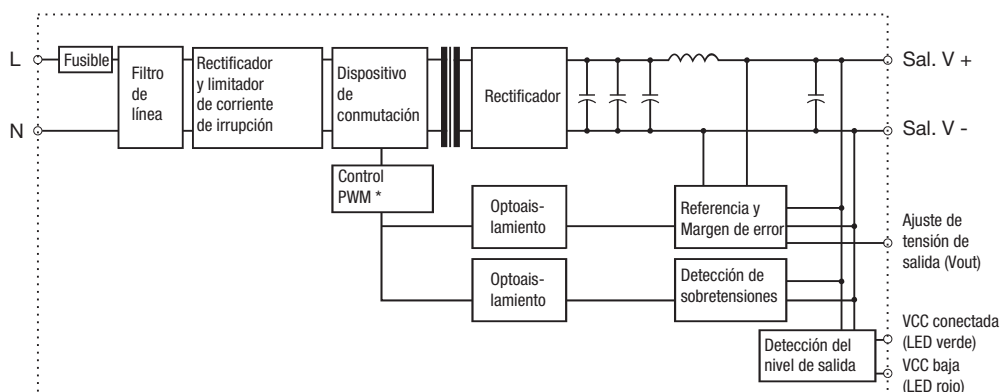 L
Fusible
Filtro
de
línea
Rectificador
y limitador
de corriente
de irrupción
Dispositivo
de
conmutación
Rectificador
Sal. V +
N
Sal. V -
Control
PWM *
Optoais-
lamiento
Referencia y
Margen de error
Ajuste de
tensión de
salida (Vout)
Optoais-
lamiento
Detección de
sobretensiones
Detección del
nivel de salida
VCC conectada
(LED verde)
VCC baja
(LED rojo)